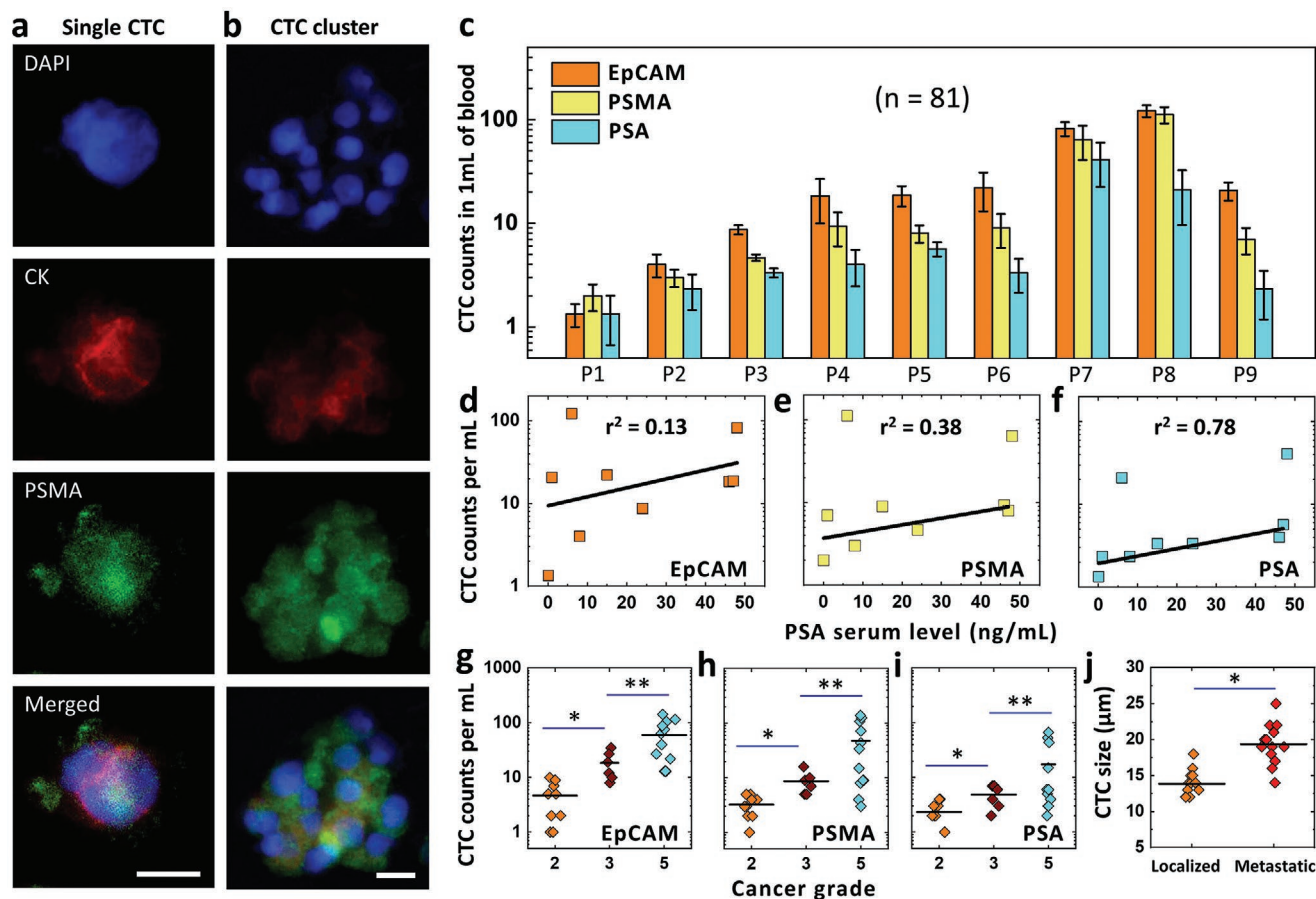 a Single CTC
b CTC cluster
DAPI
CK
PSMA
Merged
c
CTC counts in 1mL of blood
100
10
1
EpCAM
PSMA
PSA
(n = 81)
P1 P2 P3 P4 P5 P6 P7 P8 P9
d
CTC counts per mL
100
10
1
r² = 0.13
EpCAM
0 10 20 30 40 50
e
r² = 0.38
PSMA
0 10 20 30 40 50
f
r² = 0.78
PSA
0 10 20 30 40 50
PSA serum level (ng/mL)
g
CTC counts per mL
1000
100
10
1
*
**
EpCAM
2 3 5
h
*
**
PSMA
2 3 5
i
*
**
PSA
2 3 5
Cancer grade
j
CTC size (µm)
30
25
20
15
10
5
*
Localized Metastatic